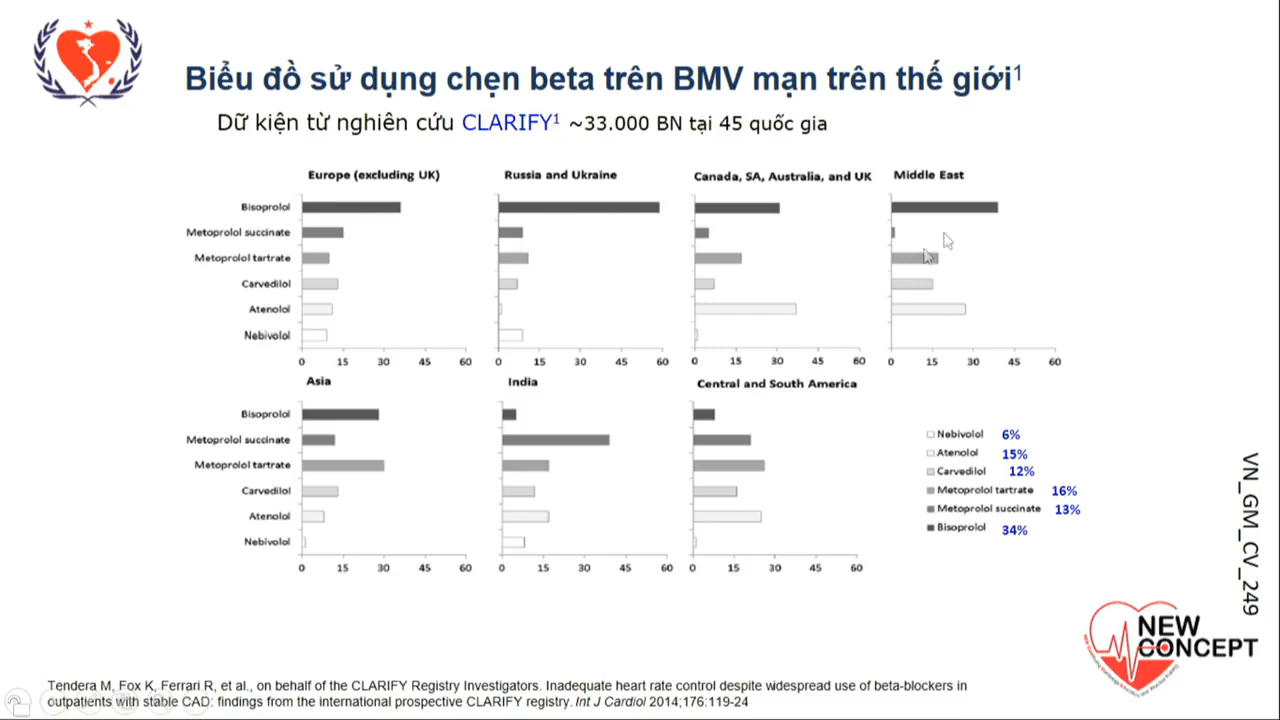 Biểu đồ sử dụng chẹn beta trên BMV mạn trên thế giới1
Dữ kiện từ nghiên cứu CLARIFY1 ~33.000 BN tại 45 quốc gia
Europe (excluding UK)
Russia and Ukraine
Canada, SA, Australia, and UK
Middle East
Bisoprolol
Metoprolol succinate
Metoprolol tartrate
Carvedilol
Atenolol
Nebivolol
0 15 30 45 60
0 15 30 45 60
0 15 30 45 60
0 15 30 45 60
Asia
India
Central and South America
Bisoprolol
Metoprolol succinate
Metoprolol tartrate
Carvedilol
Atenolol
Nebivolol
0 15 30 45 60
0 15 30 45 60
0 15 30 45 60
Nebivolol 6%
Atenolol 15%
Carvedilol 12%
Metoprolol tartrate 16%
Metoprolol succinate 13%
Bisoprolol 34%
VN_GM_CV_249
NEW
CONCEPT
Tendera M, Fox K, Ferrari R, et al., on behalf of the CLARIFY Registry Investigators. Inadequate heart rate control despite widespread use of beta-blockers in
outpatients with stable CAD: findings from the international prospective CLARIFY registry. Int J Cardiol 2014;176:119-24